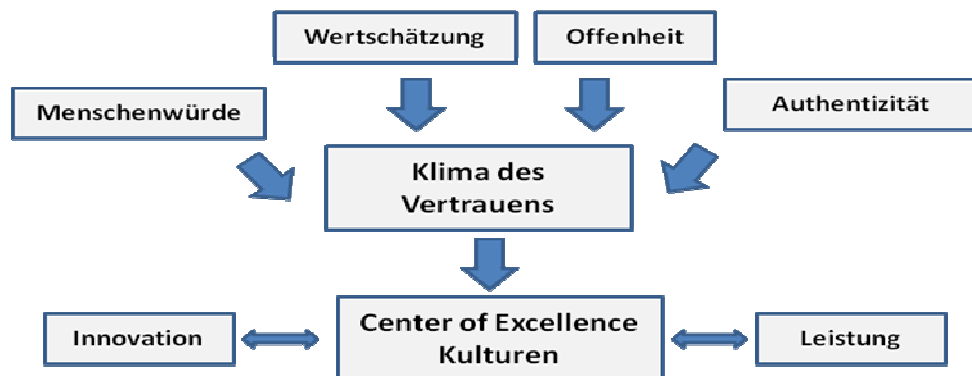 Wertschätzung
Offenheit
Menschenwürde
Authentizität
Klima des
Vertrauens
Innovation
Center of Excellence
Kulturen
Leistung